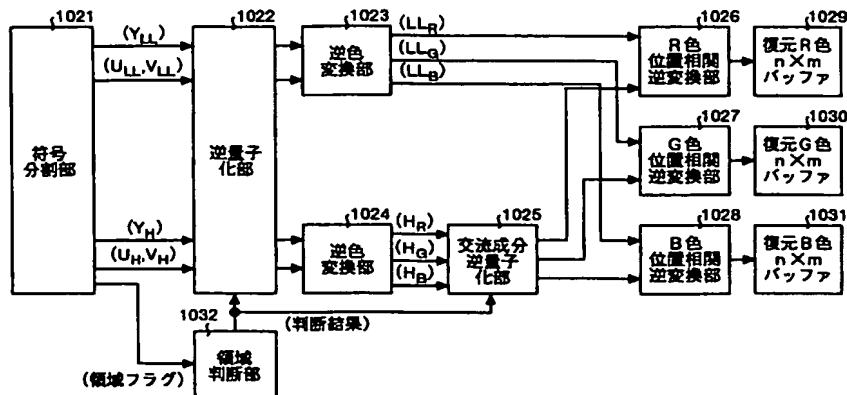 1021
符号
分割部
(Y_LL)
(U_LL,V_LL)
(Y_H)
(U_H,V_H)
(領域フラグ)
1022
逆量子
化部
1032
領域
判断部
(判断結果)
1023
逆色
変換部
(LL_R)
(LL_G)
(LL_B)
1024
逆色
変換部
(H_R)
(H_G)
(H_B)
1025
交流成分
逆量子
化部
1026
R色
位置相関
逆変換部
1029
復元R色
n×m
バッファ
1027
G色
位置相関
逆変換部
1030
復元G色
n×m
バッファ
1028
B色
位置相関
逆変換部
1031
復元B色
n×m
バッファ